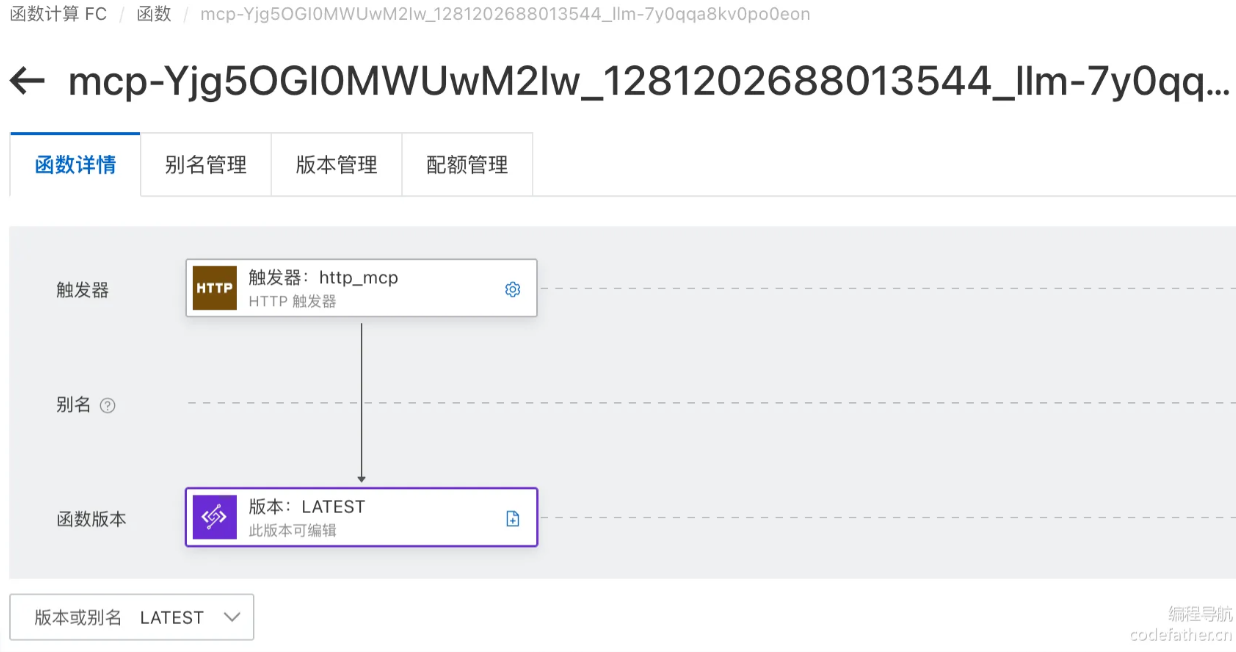 函数计算 FC / 函数 / mcp-Yjg5OGI0MWUwM2Iw_1281202688013544_llm-7y0qqa8kv0po0eon
mcp-Yjg5OGI0MWUwM2Iw_1281202688013544_llm-7y0qq...
函数详情 别名管理 版本管理 配额管理
触发器
HTTP
触发器：http_mcp
HTTP 触发器
别名 ?
函数版本
版本：LATEST
此版本可编辑
版本或别名 LATEST
编程导航
codefather.cn